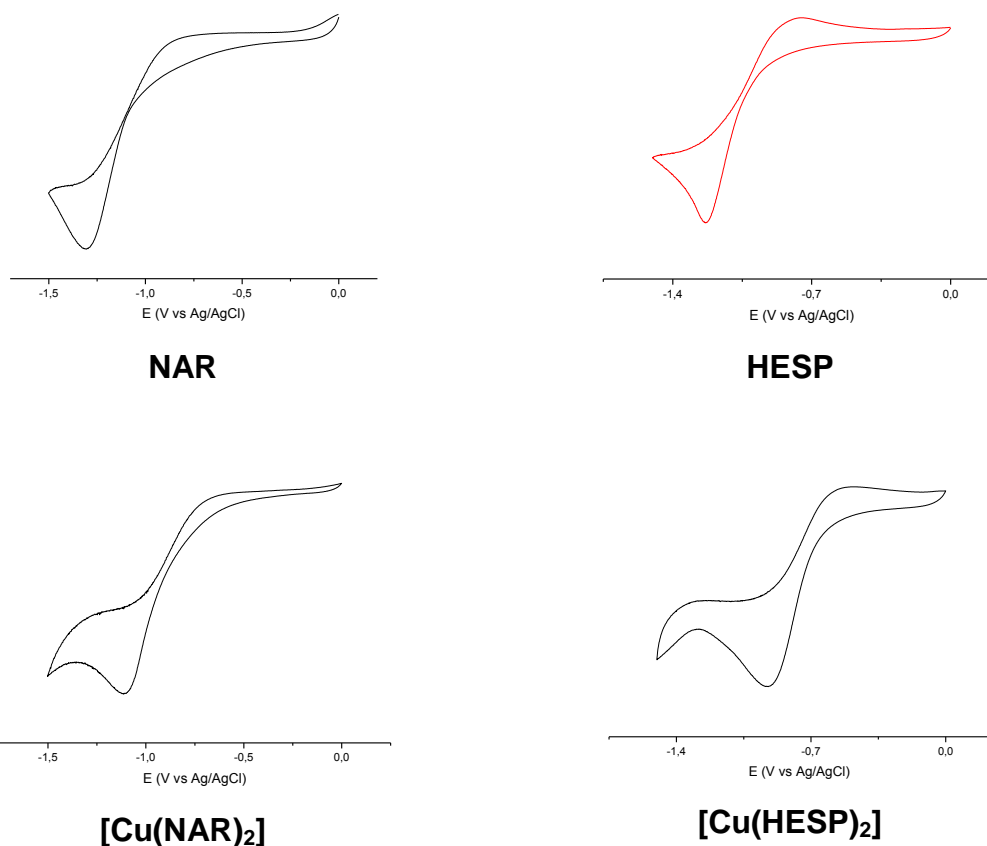 -1,5 -1,0 -0,5 0,0
E (V vs Ag/AgCl)
NAR
-1,4 -0,7 0,0
E (V vs Ag/AgCl)
HESP
-1,5 -1,0 -0,5 0,0
E (V vs Ag/AgCl)
[Cu(NAR)₂]
-1,4 -0,7 0,0
E (V vs Ag/AgCl)
[Cu(HESP)₂]